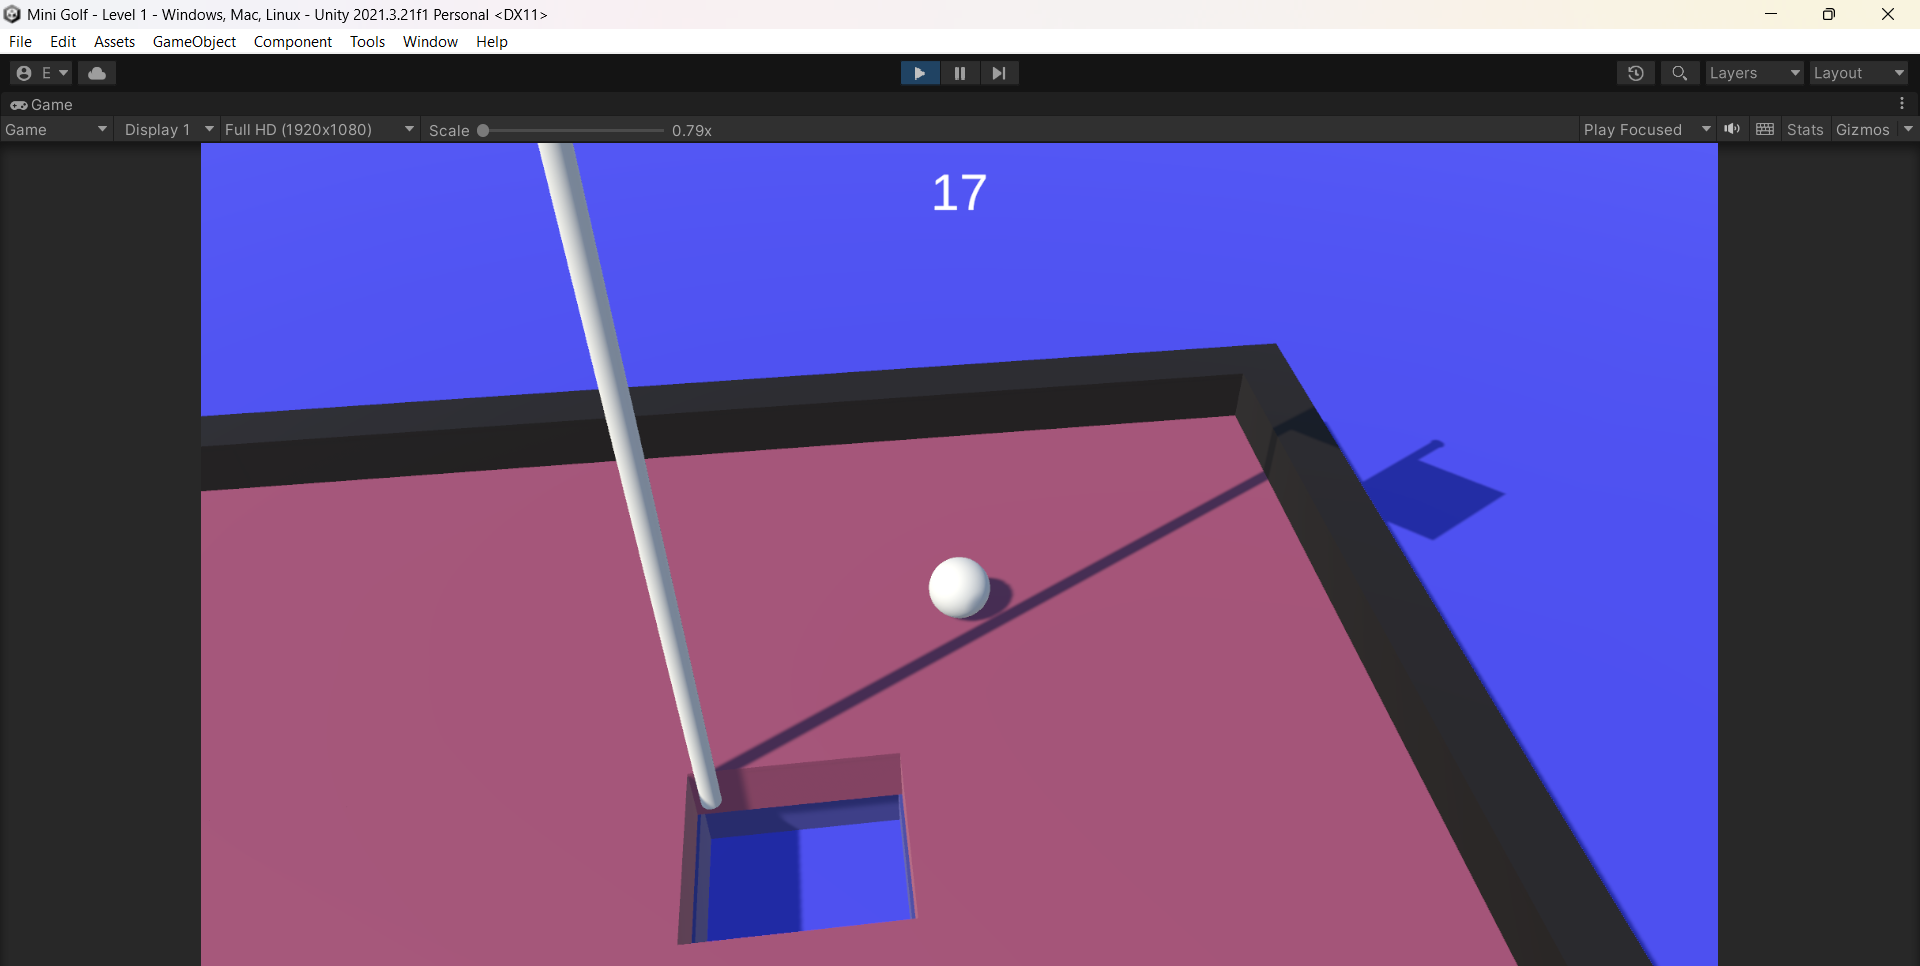 Mini Golf - Level 1 - Windows, Mac, Linux - Unity 2021.3.21f1 Personal <DX11>
File Edit Assets GameObject Component Tools Window Help
E Layers Layout
Game
Game Display 1 Full HD (1920x1080) Scale 0.79x Play Focused Stats Gizmos
17